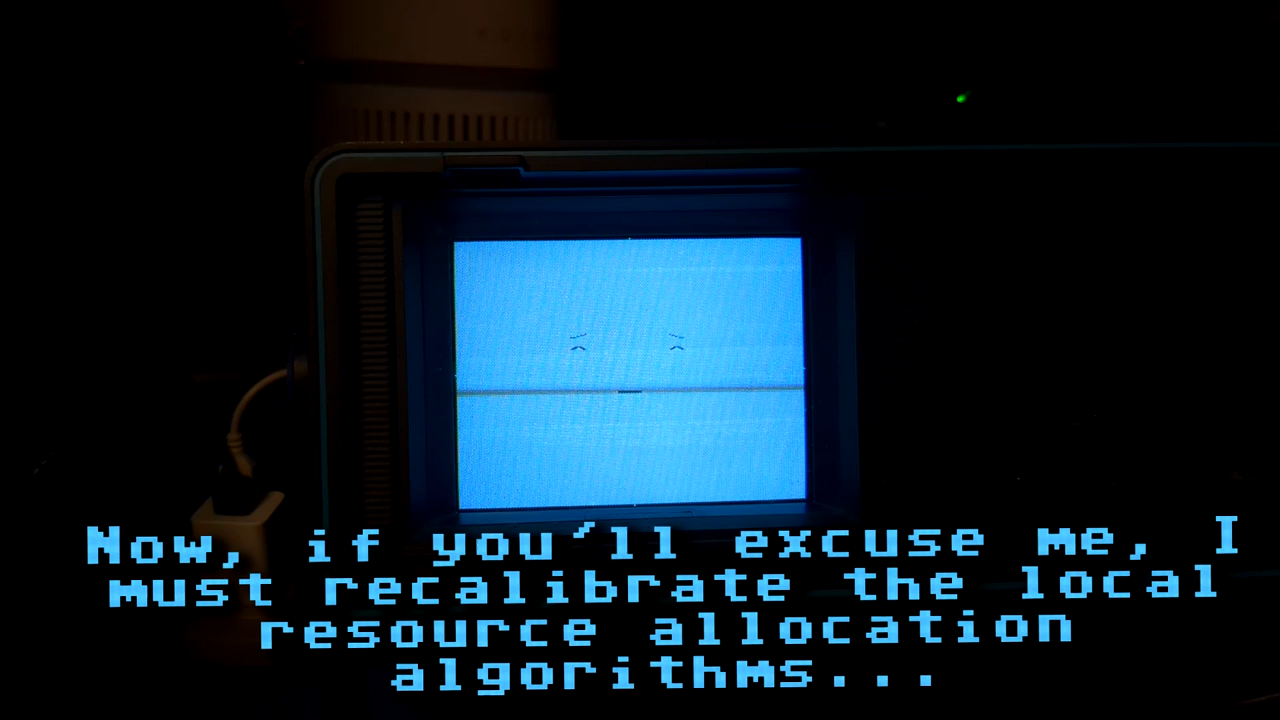 Now, if you'll excuse me, I
must recalibrate the local
resource allocation
algorithms...